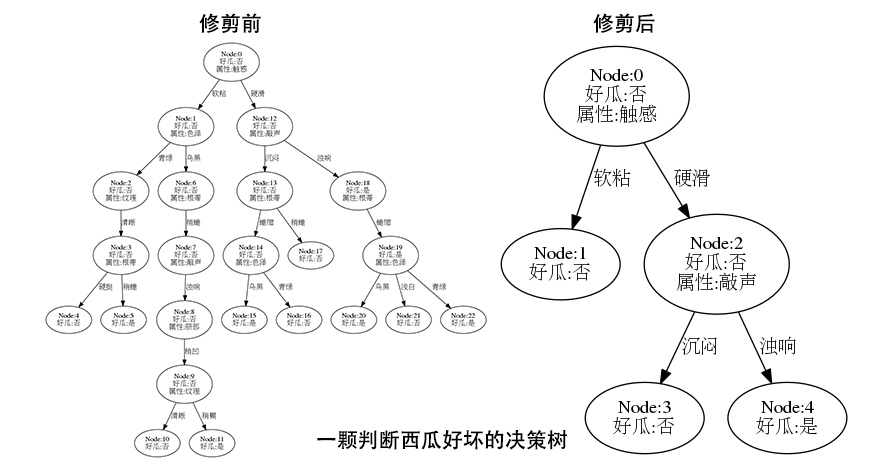 修剪前
修剪后
Node:0
好瓜:否
属性:触感
软粘
硬滑
Node:1
好瓜:否
属性:色泽
Node:12
好瓜:否
属性:敲声
青绿
乌黑
沉闷
浊响
Node:2
好瓜:否
属性:纹理
Node:6
好瓜:否
属性:根蒂
Node:13
好瓜:否
属性:根蒂
Node:18
好瓜:是
属性:根蒂
清晰
稍蜷
蜷缩
稍蜷
蜷缩
Node:3
好瓜:否
属性:根蒂
Node:7
好瓜:否
属性:敲声
Node:14
好瓜:否
属性:色泽
Node:17
好瓜:否
Node:19
好瓜:是
属性:色泽
硬挺
稍蜷
浊响
乌黑
青绿
乌黑
浅白
青绿
Node:4
好瓜:否
Node:5
好瓜:是
Node:8
好瓜:否
属性:脐部
Node:15
好瓜:是
Node:16
好瓜:否
Node:20
好瓜:是
Node:21
好瓜:否
Node:22
好瓜:是
稍凹
Node:9
好瓜:否
属性:纹理
清晰
稍糊
Node:10
好瓜:否
Node:11
好瓜:是
Node:0
好瓜:否
属性:触感
软粘
硬滑
Node:1
好瓜:否
Node:2
好瓜:否
属性:敲声
沉闷
浊响
Node:3
好瓜:否
Node:4
好瓜:是
一颗判断西瓜好坏的决策树